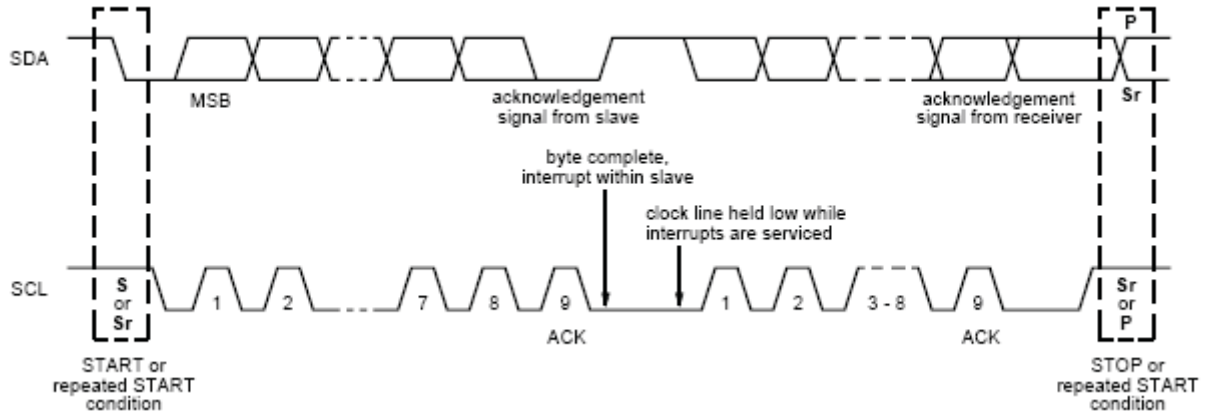 P
SDA
MSB
acknowledgement
signal from slave
acknowledgement
signal from receiver
Sr
byte complete,
interrupt within slave
clock line held low while
interrupts are serviced
SCL
S
or
Sr
1
2
7
8
9
1
2
3 - 8
9
Sr
or
P
ACK
ACK
START or
repeated START
condition
STOP or
repeated START
condition